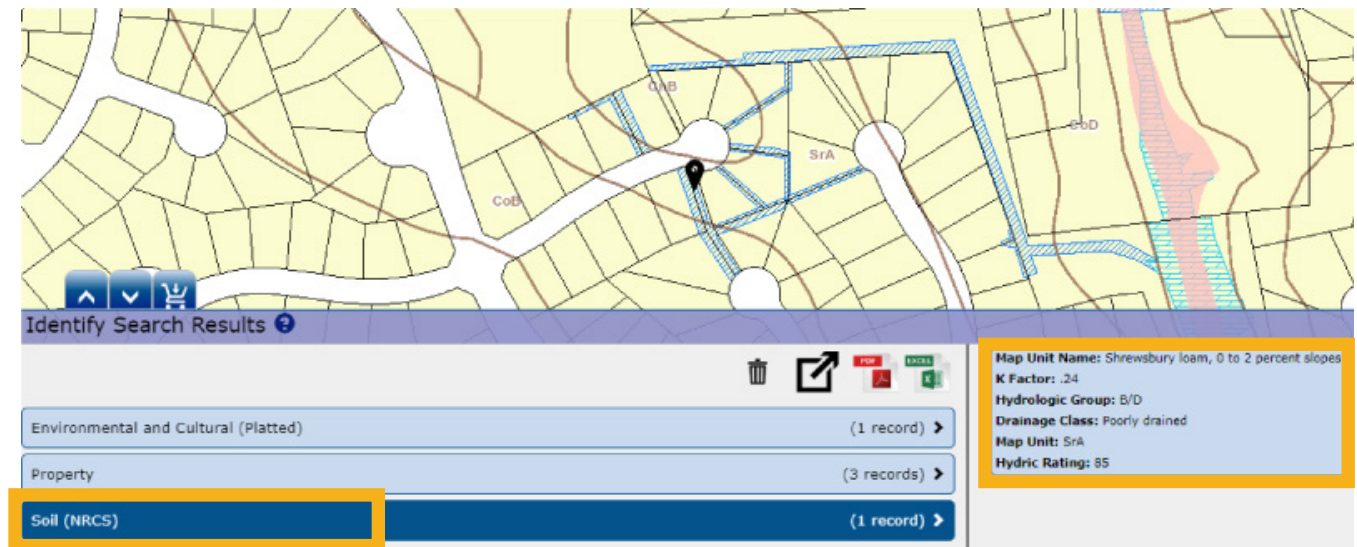 ChB
CoD
SrA
CoB
Identify Search Results ?
PDF
EXCEL
Map Unit Name: Shrewsbury loam, 0 to 2 percent slopes
K Factor: .24
Hydrologic Group: B/D
Drainage Class: Poorly drained
Map Unit: SrA
Hydric Rating: 85
Environmental and Cultural (Platted) (1 record)
Property (3 records)
Soil (NRCS) (1 record)